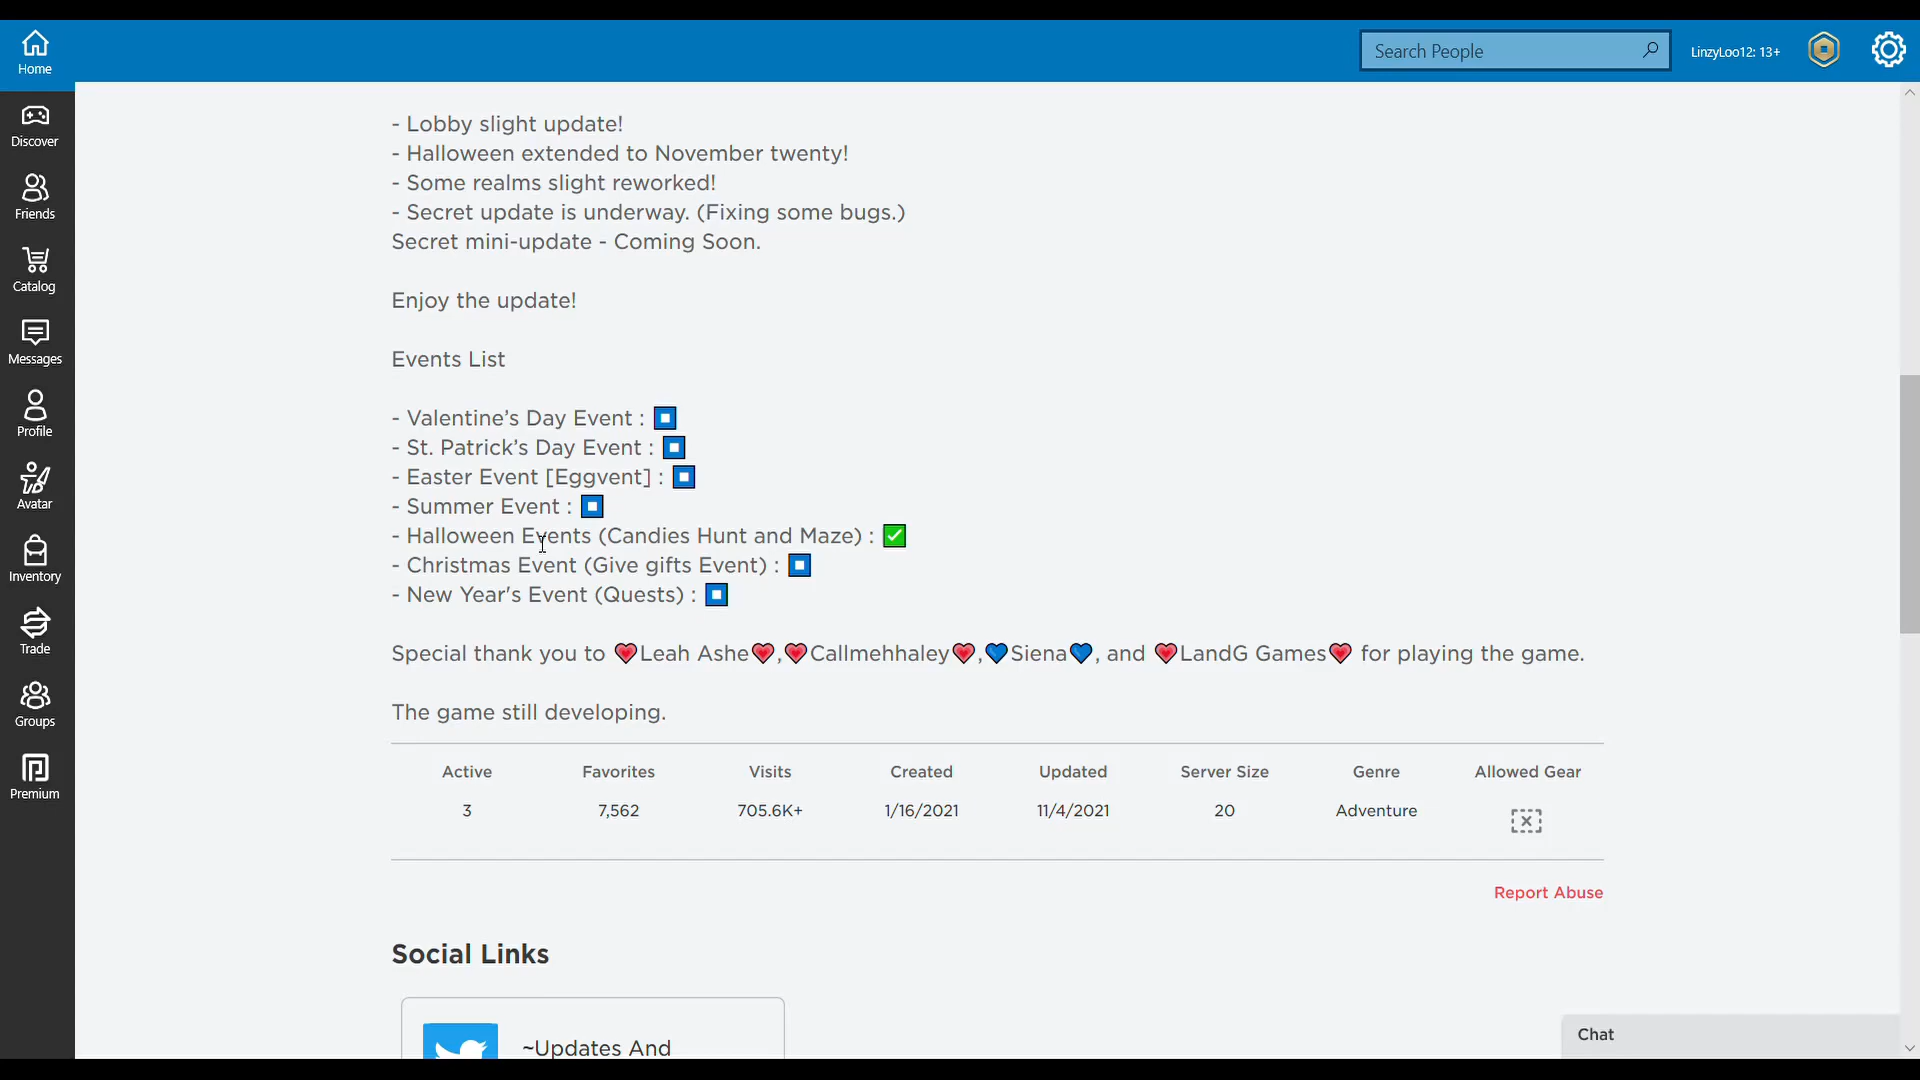 Home
Search People
LinzyLoo12: 13+
Discover
Friends
Catalog
Messages
Profile
Avatar
Inventory
Trade
Groups
Premium
- Lobby slight update!
- Halloween extended to November twenty!
- Some realms slight reworked!
- Secret update is underway. (Fixing some bugs.)
Secret mini-update - Coming Soon.
Enjoy the update!
Events List
- Valentine’s Day Event :
- St. Patrick’s Day Event :
- Easter Event [Eggvent] :
- Summer Event :
- Halloween Events (Candies Hunt and Maze) : ✅
- Christmas Event (Give gifts Event) :
- New Year's Event (Quests) :
Special thank you to ❤️Leah Ashe❤️,❤️Callmehhaley❤️,💙Siena💙, and ❤️LandG Games❤️ for playing the game.
The game still developing.
Active Favorites Visits Created Updated Server Size Genre Allowed Gear
3 7,562 705.6K+ 1/16/2021 11/4/2021 20 Adventure
Report Abuse
Social Links
~Updates And
Chat